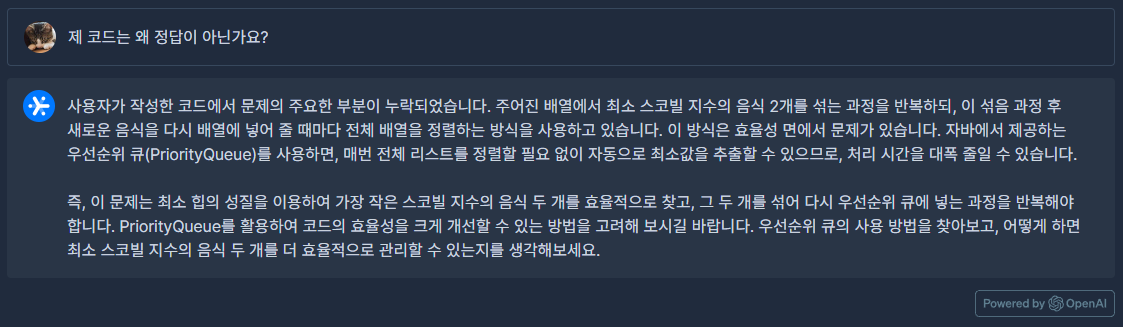 제 코드는 왜 정답이 아닌가요?
사용자가 작성한 코드에서 문제의 주요한 부분이 누락되었습니다. 주어진 배열에서 최소 스코빌 지수의 음식 2개를 섞는 과정을 반복하되, 이 섞음 과정 후
새로운 음식을 다시 배열에 넣어 줄 때마다 전체 배열을 정렬하는 방식을 사용하고 있습니다. 이 방식은 효율성 면에서 문제가 있습니다. 자바에서 제공하는
우선순위 큐(PriorityQueue)를 사용하면, 매번 전체 리스트를 정렬할 필요 없이 자동으로 최소값을 추출할 수 있으므로, 처리 시간을 대폭 줄일 수 있습니다.
즉, 이 문제는 최소 힙의 성질을 이용하여 가장 작은 스코빌 지수의 음식 두 개를 효율적으로 찾고, 그 두 개를 섞어 다시 우선순위 큐에 넣는 과정을 반복해야
합니다. PriorityQueue를 활용하여 코드의 효율성을 크게 개선할 수 있는 방법을 고려해 보시길 바랍니다. 우선순위 큐의 사용 방법을 찾아보고, 어떻게 하면
최소 스코빌 지수의 음식 두 개를 더 효율적으로 관리할 수 있는지를 생각해보세요.
Powered by OpenAI